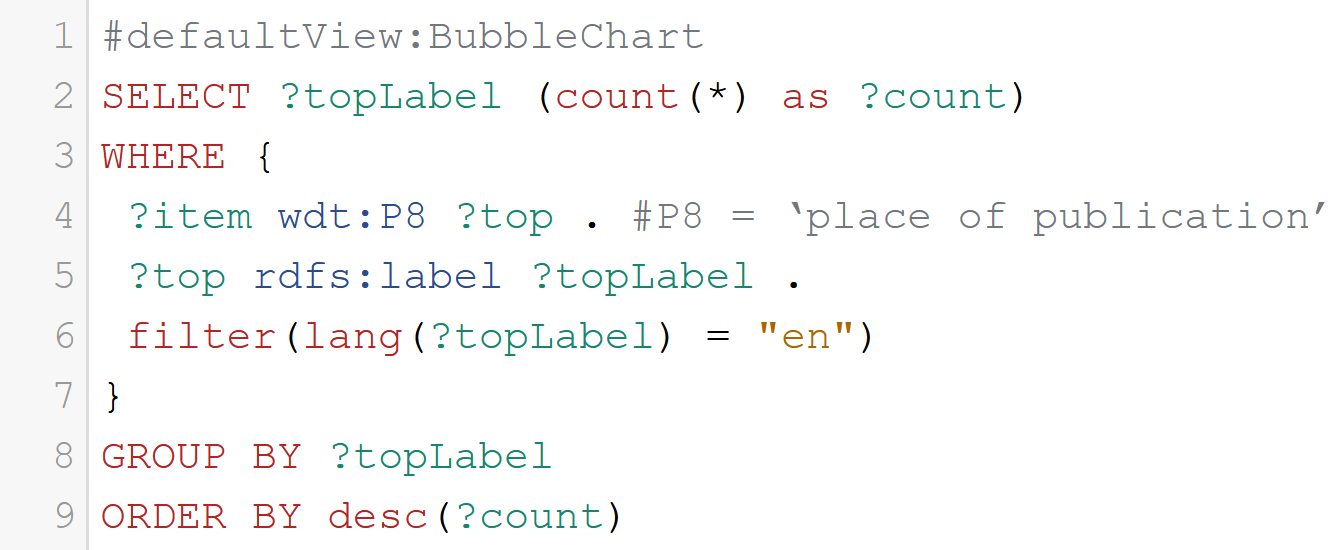 1 #defaultView:BubbleChart
2 SELECT ?topLabel (count(*) as ?count)
3 WHERE {
4 ?item wdt:P8 ?top . #P8 = ‛place of publication’
5 ?top rdfs:label ?topLabel .
6 filter(lang(?topLabel) = "en")
7 }
8 GROUP BY ?topLabel
9 ORDER BY desc(?count)